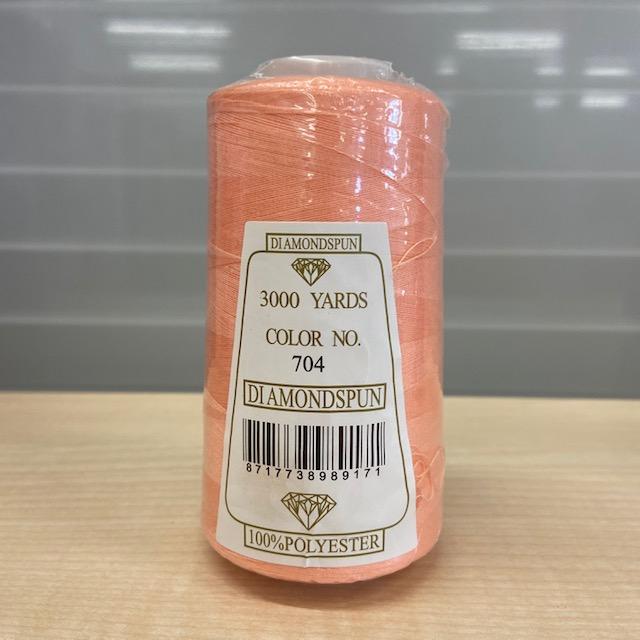 DIAMONDSPUN
3000 YARDS
COLOR NO.
704
DIAMONDSPUN
8717738989171
100%POLYESTER